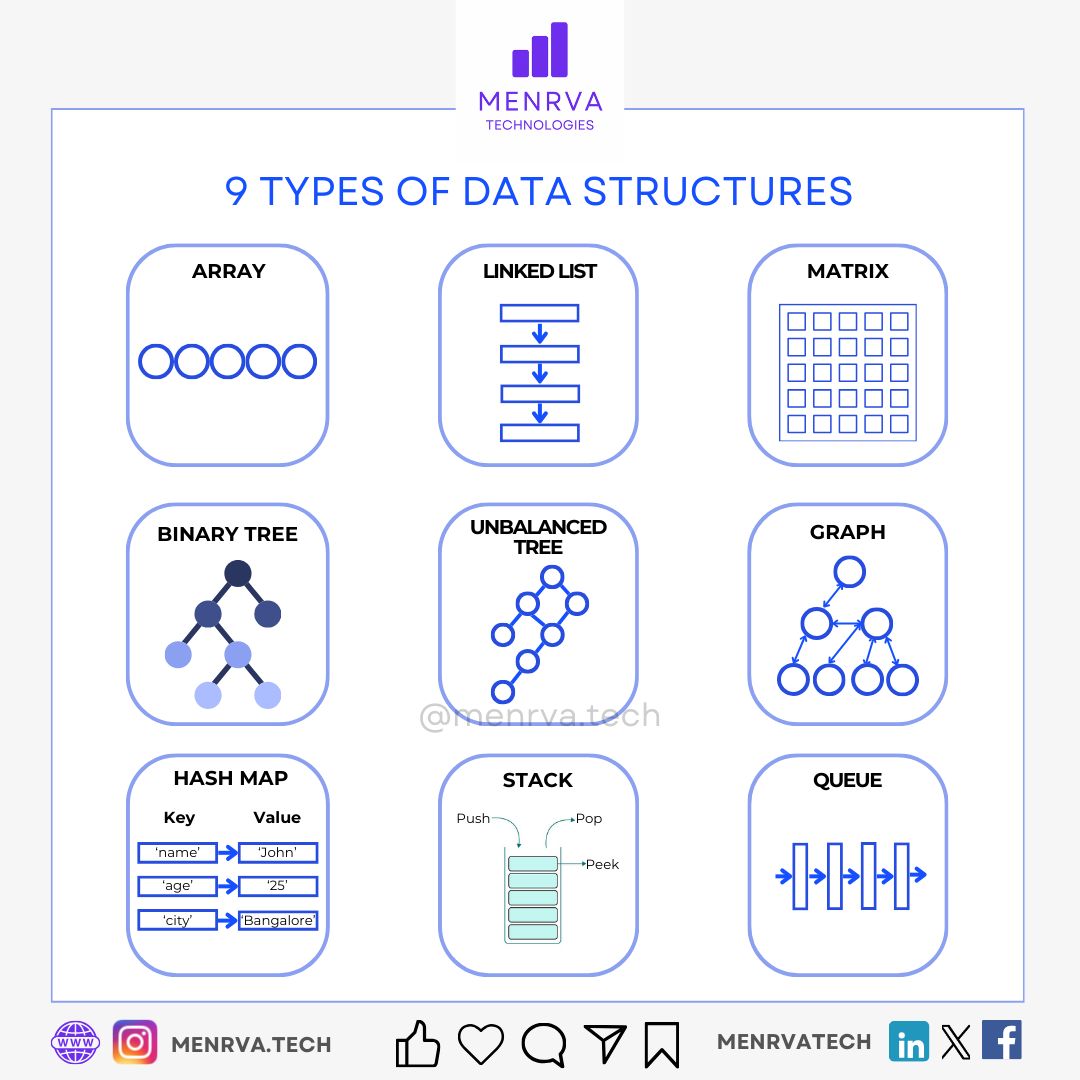 MENRVA
TECHNOLOGIES
9 TYPES OF DATA STRUCTURES
ARRAY
LINKED LIST
MATRIX
BINARY TREE
UNBALANCED
TREE
GRAPH
@menrva.tech
HASH MAP
Key Value
‘name’ ‘John’
‘age’ ‘25’
‘city’ ‘Bangalore’
STACK
Push Pop
Peek
QUEUE
WWW
MENRVA.TECH
MENRVATECH
in
X
f